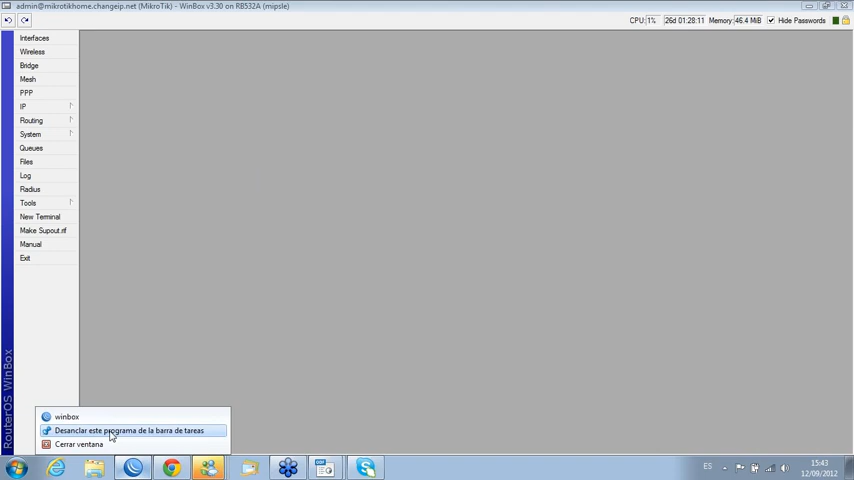 admin@mikrotikhome.changeip.net (MikroTik) - WinBox v3.30 on RB532A (mipsle)
CPU: 1% 26d 01:28:11 Memory: 46.4 MiB Hide Passwords
Interfaces
Wireless
Bridge
Mesh
PPP
IP
Routing
System
Queues
Files
Log
Radius
Tools
New Terminal
Make Supout.rif
Manual
Exit
RouterOS WinBox
winbox
Desanclar este programa de la barra de tareas
Cerrar ventana
ES
15:43
12/09/2012